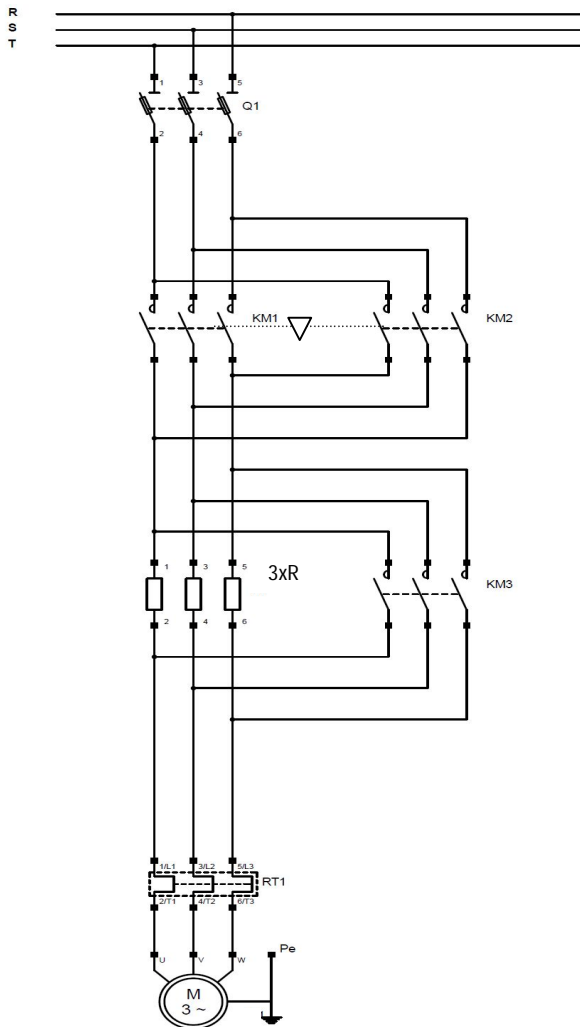 R
S
T
1 3 5
Q1
2 4 6
KM1 KM2
1 3 5
3xR
KM3
2 4 6
1/L1 3/L2 5/L3
RT1
2/T1 4/T2 6/T3
Pe
U V W
M
3 ~